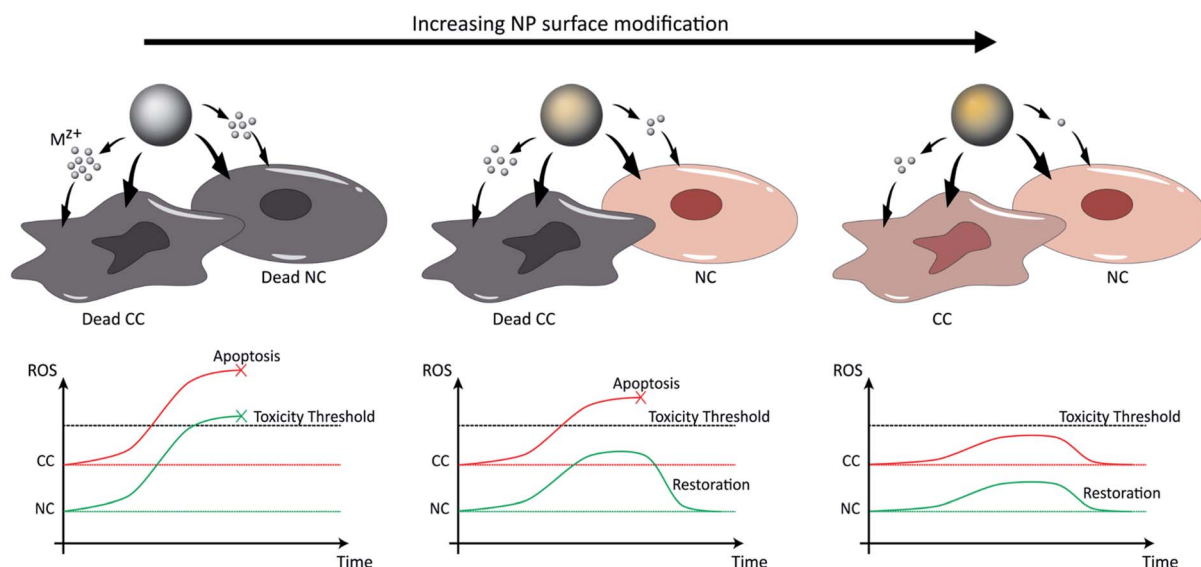 Increasing NP surface modification
M^z+
Dead NC
Dead CC
NC
Dead CC
NC
CC
ROS
Apoptosis
Toxicity Threshold
CC
NC
Time
ROS
Apoptosis
Toxicity Threshold
CC
Restoration
NC
Time
ROS
Toxicity Threshold
CC
Restoration
NC
Time